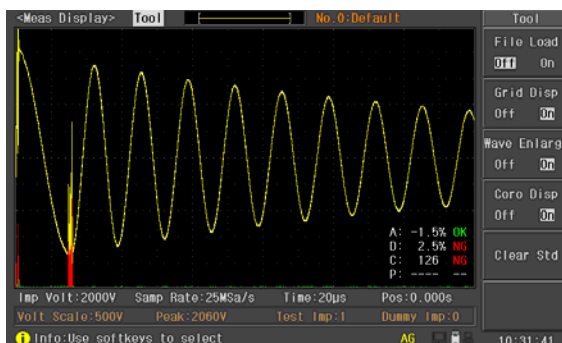 <Meas Display> Tool No.0:Default Tool
File Load
Off On
Grid Disp
Off On
Wave Enlarg
Off On
Coro Disp
Off On
Clear Std
A: -1.5% OK
D: 2.5% NG
C: 126 NG
P: ---- --
Imp Volt:2000V Samp Rate:25MSa/s Time:20μs Pos:0.000s
Volt Scale:500V Peak:2060V Test Imp:1 Dummy Imp:0
i Info:Use softkeys to select AG 10:31:41